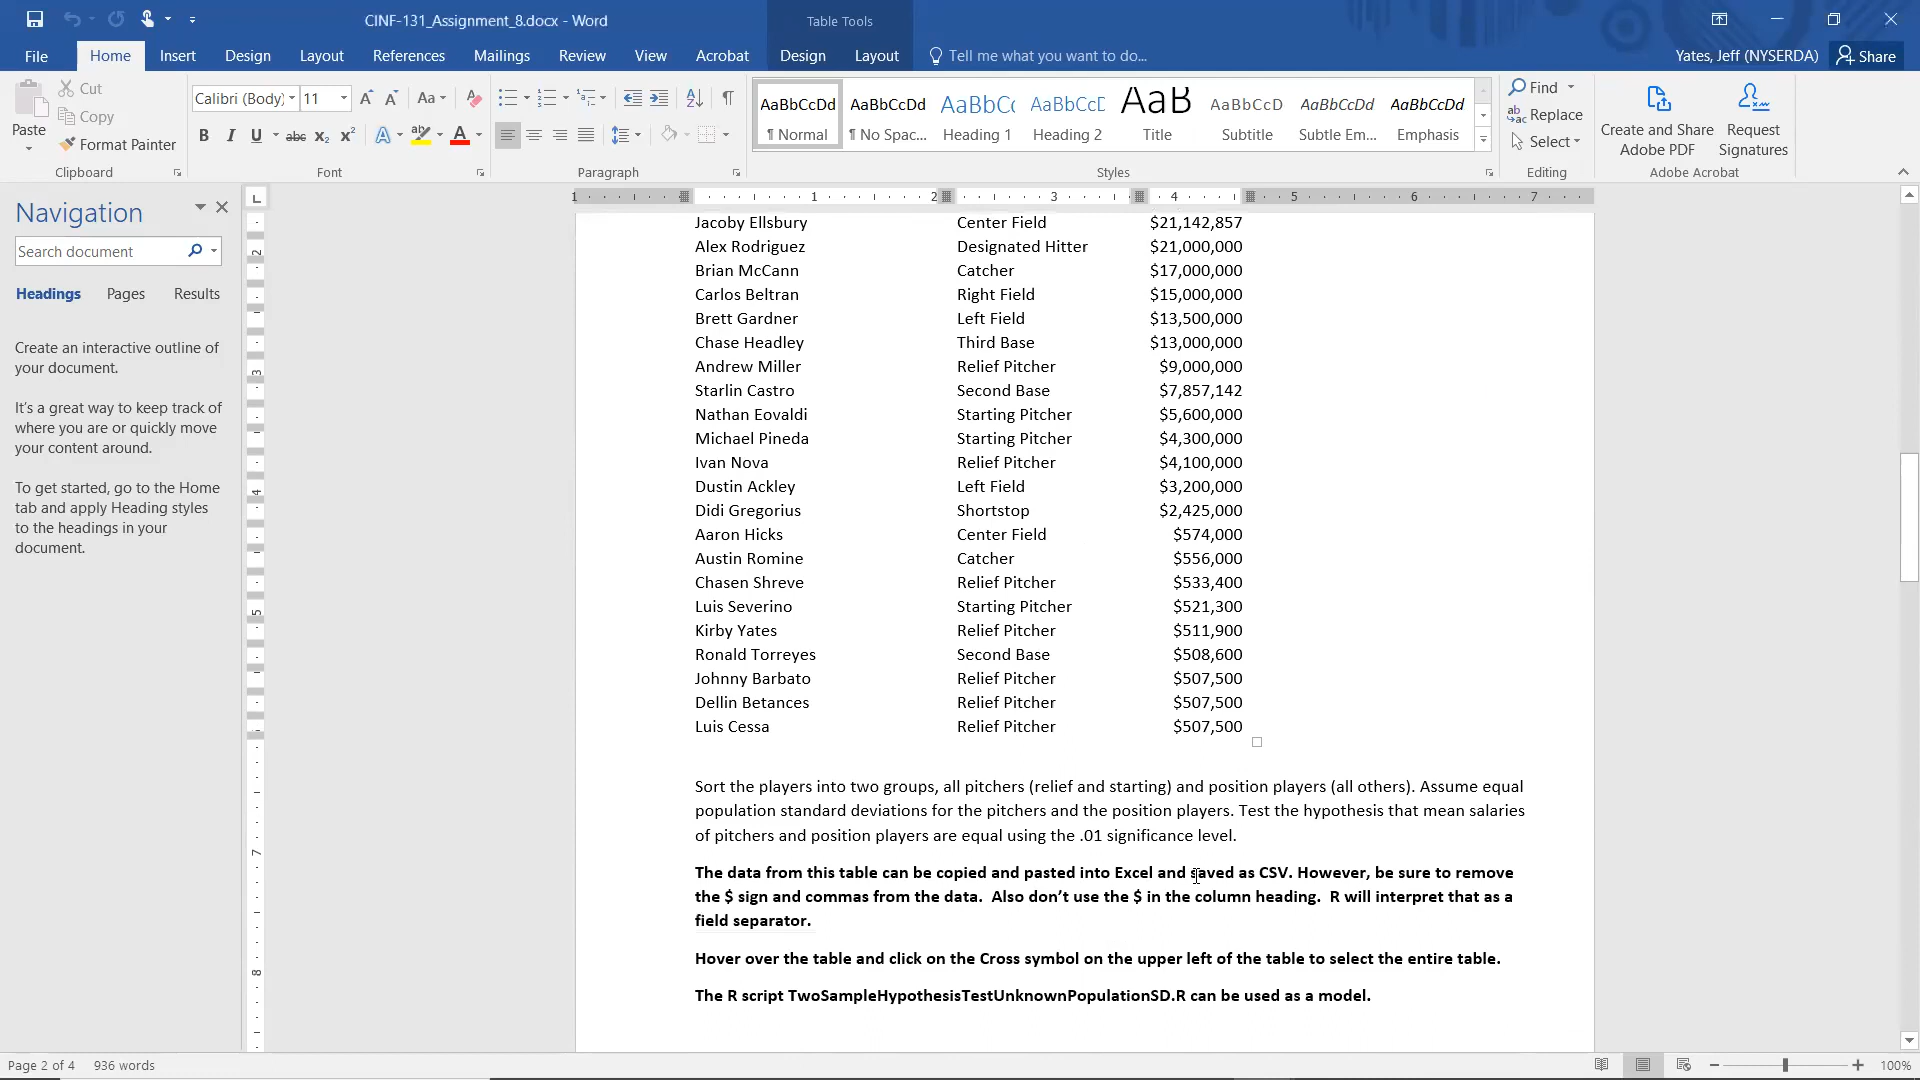 CINF-131_Assignment_8.docx - Word
Table Tools
File
Home
Insert
Design
Layout
References
Mailings
Review
View
Acrobat
Design
Layout
Tell me what you want to do...
Yates, Jeff (NYSERDA)
Share
Paste
Cut
Copy
Format Painter
Clipboard
Calibri (Body)
11
Font
Paragraph
AaBbCcDd
¶ Normal
AaBbCcDd
¶ No Spac...
AaBbCc
Heading 1
AaBbCcD
Heading 2
AaB
Title
AaBbCcD
Subtitle
AaBbCcDd
Subtle Em...
AaBbCcDd
Emphasis
Styles
Find
Replace
Select
Editing
Create and Share
Adobe PDF
Request
Signatures
Adobe Acrobat
Navigation
Search document
Headings
Pages
Results
Create an interactive outline of
your document.
It's a great way to keep track of
where you are or quickly move
your content around.
To get started, go to the Home
tab and apply Heading styles
to the headings in your
document.
1 1 2 3 4 5 6 7
2
3
4
5
7
8
Jacoby Ellsbury Center Field $21,142,857
Alex Rodriguez Designated Hitter $21,000,000
Brian McCann Catcher $17,000,000
Carlos Beltran Right Field $15,000,000
Brett Gardner Left Field $13,500,000
Chase Headley Third Base $13,000,000
Andrew Miller Relief Pitcher $9,000,000
Starlin Castro Second Base $7,857,142
Nathan Eovaldi Starting Pitcher $5,600,000
Michael Pineda Starting Pitcher $4,300,000
Ivan Nova Relief Pitcher $4,100,000
Dustin Ackley Left Field $3,200,000
Didi Gregorius Shortstop $2,425,000
Aaron Hicks Center Field $574,000
Austin Romine Catcher $556,000
Chasen Shreve Relief Pitcher $533,400
Luis Severino Starting Pitcher $521,300
Kirby Yates Relief Pitcher $511,900
Ronald Torreyes Second Base $508,600
Johnny Barbato Relief Pitcher $507,500
Dellin Betances Relief Pitcher $507,500
Luis Cessa Relief Pitcher $507,500
Sort the players into two groups, all pitchers (relief and starting) and position players (all others). Assume equal
population standard deviations for the pitchers and the position players. Test the hypothesis that mean salaries
of pitchers and position players are equal using the .01 significance level.
The data from this table can be copied and pasted into Excel and saved as CSV. However, be sure to remove
the $ sign and commas from the data.  Also don't use the $ in the column heading.  R will interpret that as a
field separator.
Hover over the table and click on the Cross symbol on the upper left of the table to select the entire table.
The R script TwoSampleHypothesisTestUnknownPopulationSD.R can be used as a model.
Page 2 of 4
936 words
100%